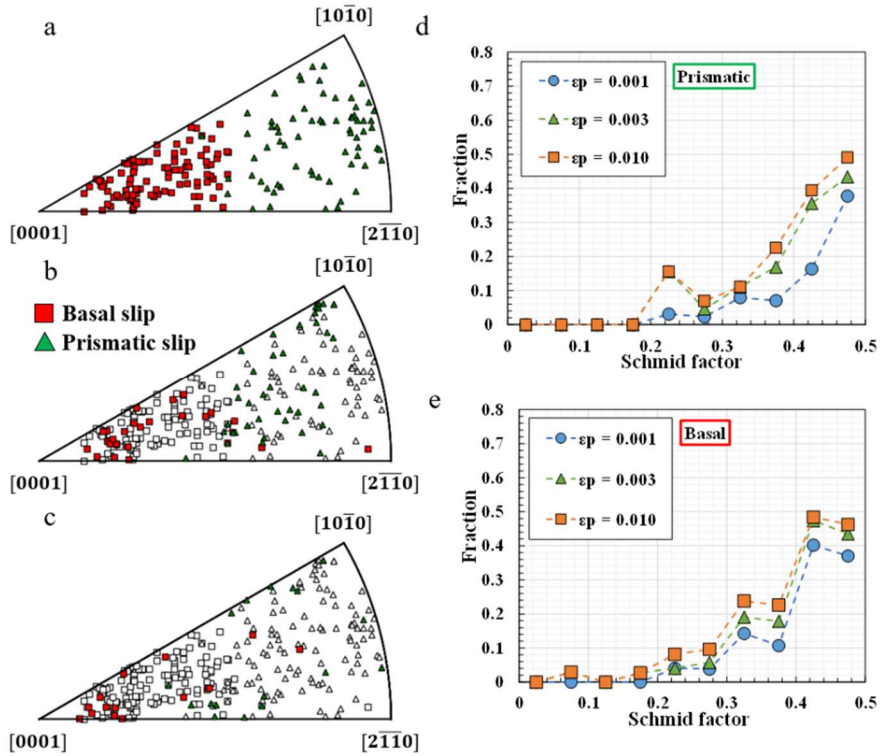 a
[101̄0]
[0001]
[21̄1̄0]
b
[101̄0]
Basal slip
Prismatic slip
[0001]
[21̄1̄0]
c
[101̄0]
[0001]
[21̄1̄0]
d
Prismatic
εp = 0.001
εp = 0.003
εp = 0.010
Fraction
0.8
0.7
0.6
0.5
0.4
0.3
0.2
0.1
0
0 0.1 0.2 0.3 0.4 0.5
Schmid factor
e
Basal
εp = 0.001
εp = 0.003
εp = 0.010
Fraction
0.8
0.7
0.6
0.5
0.4
0.3
0.2
0.1
0
0 0.1 0.2 0.3 0.4 0.5
Schmid factor